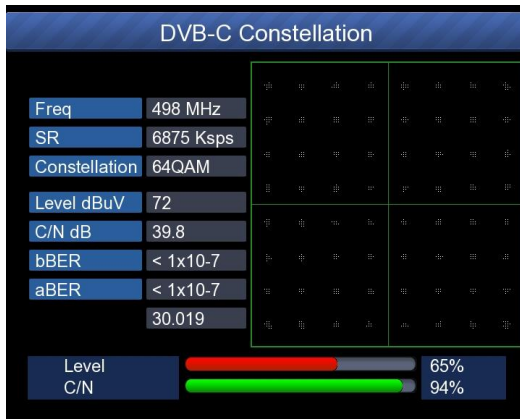 DVB-C Constellation
Freq 498 MHz
SR 6875 Ksps
Constellation 64QAM
Level dBuV 72
C/N dB 39.8
bBER < 1x10-7
aBER < 1x10-7
30.019
Level 65%
C/N 94%